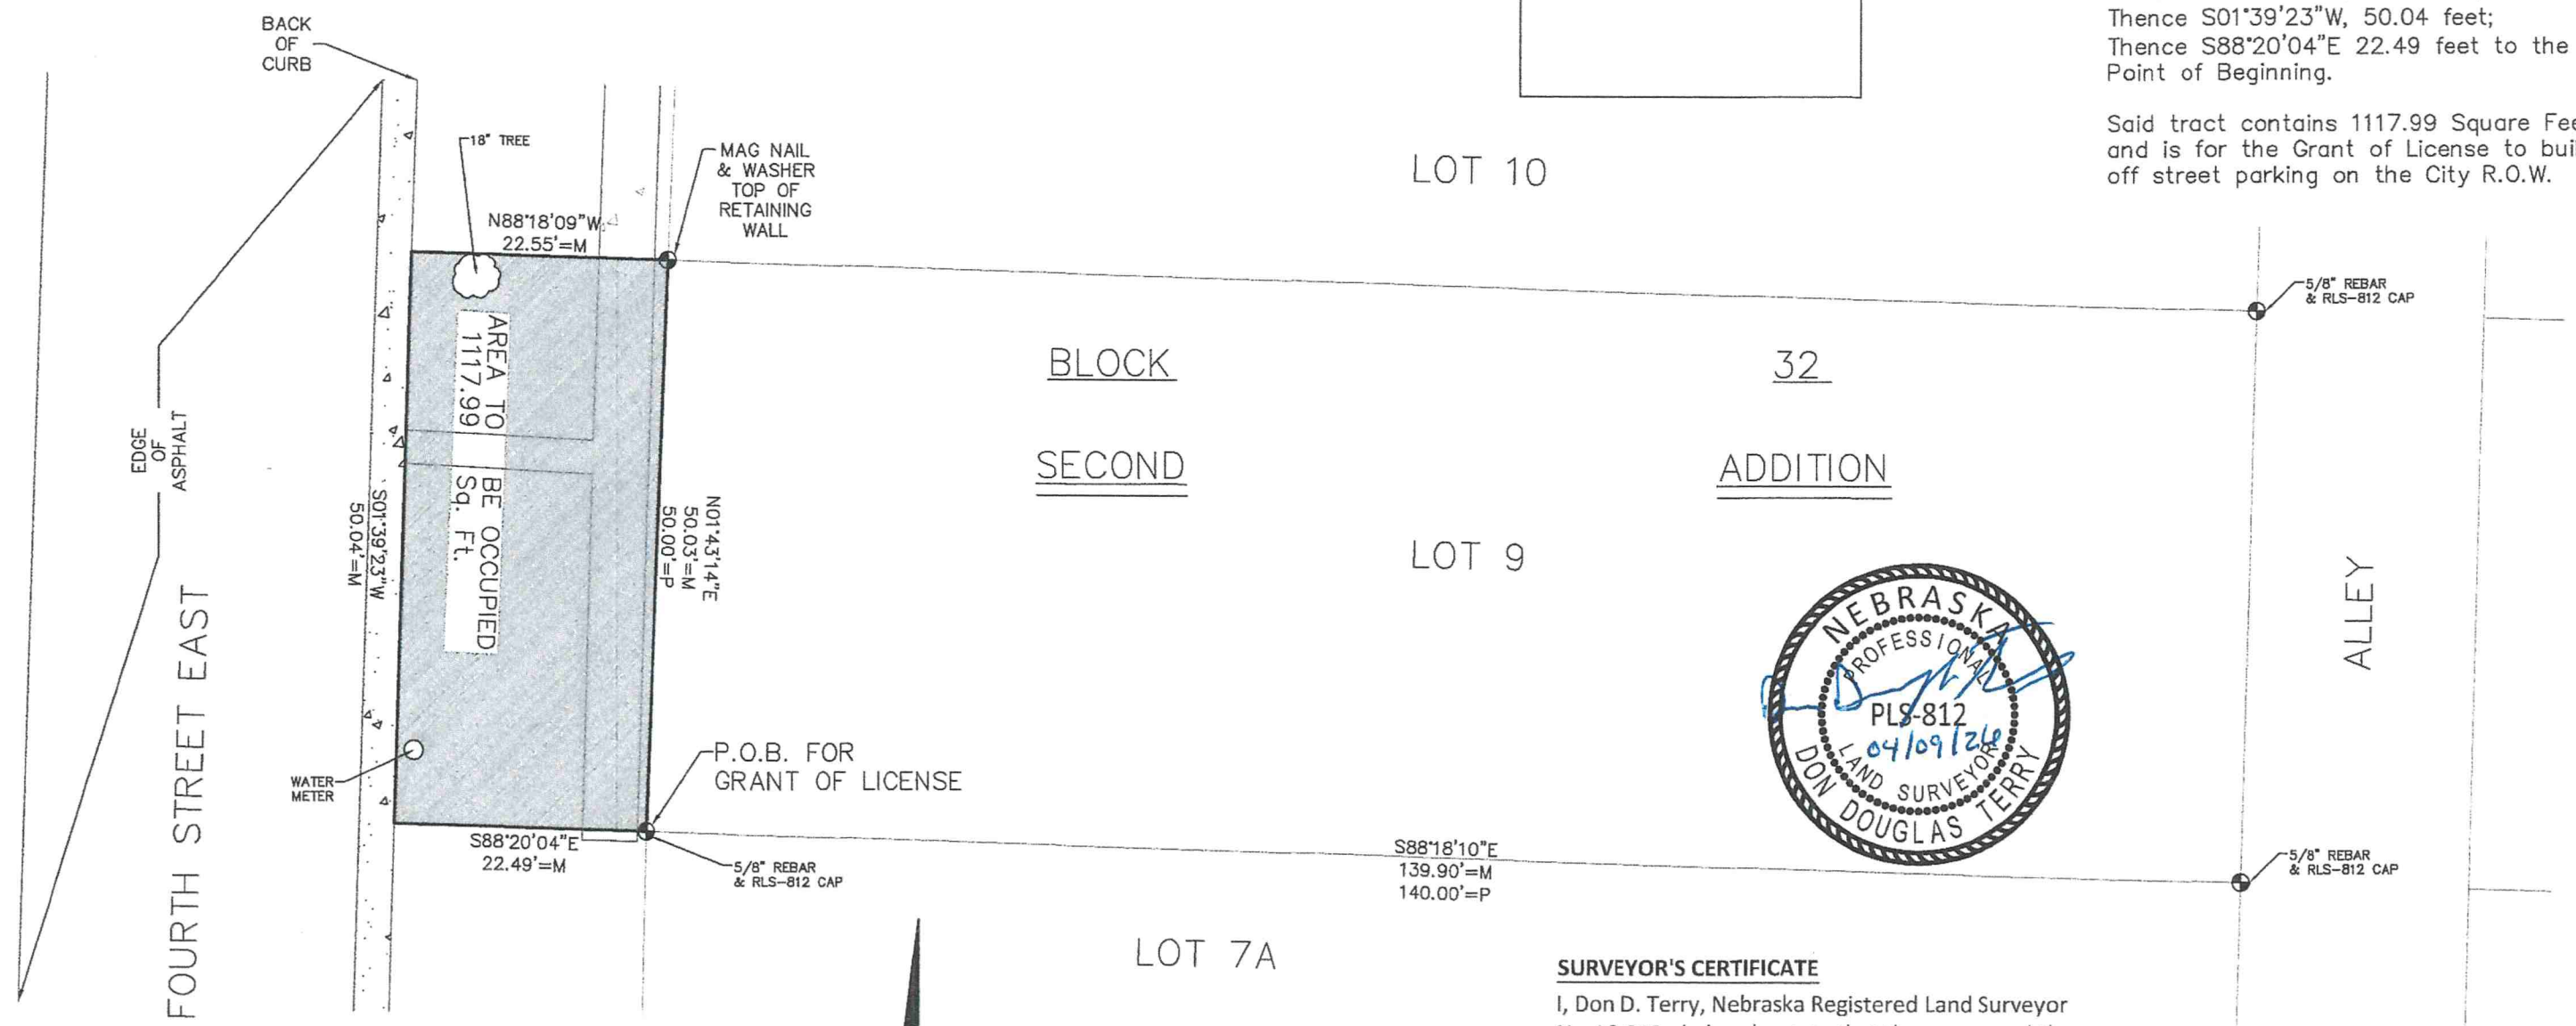 BACK
OF
CURB
18" TREE
MAG NAIL
& WASHER
TOP OF
RETAINING
WALL
N88°18'09"W
22.55'=M
Thence S01°39'23"W, 50.04 feet;
Thence S88°20'04"E 22.49 feet to the
Point of Beginning.
Said tract contains 1117.99 Square Fee
and is for the Grant of License to buil
off street parking on the City R.O.W.
LOT 10
5/8" REBAR
& RLS-812 CAP
BLOCK 32
SECOND ADDITION
LOT 9
EDGE
OF
ASPHALT
AREA TO BE OCCUPIED
1117.99 Sq. Ft.
S01°39'23"W
50.04'=M
N01°43'14"E
50.03'=M
50.00'=P
FOURTH STREET EAST
WATER
METER
P.O.B. FOR
GRANT OF LICENSE
S88°20'04"E
22.49'=M
5/8" REBAR
& RLS-812 CAP
S88°18'10"E
139.90'=M
140.00'=P
NEBRASKA
PROFESSIONAL
PLS-812
04/09/26
LAND SURVEYOR
DON DOUGLAS TERRY
ALLEY
5/8" REBAR
& RLS-812 CAP
LOT 7A
SURVEYOR'S CERTIFICATE
I, Don D. Terry, Nebraska Registered Land Surveyor